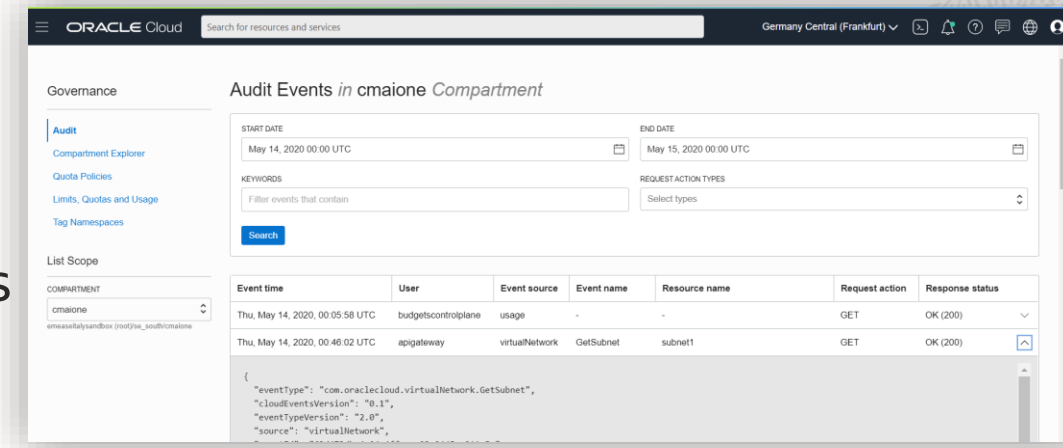 ORACLE Cloud
Search for resources and services
Germany Central (Frankfurt)
Governance
Audit
Compartment Explorer
Quota Policies
Limits, Quotas and Usage
Tag Namespaces
List Scope
COMPARTMENT
cmaione
emeaseitalysandbox (root)/se_south/cmaione
s
Audit Events in cmaione Compartment
START DATE
May 14, 2020 00:00 UTC
END DATE
May 15, 2020 00:00 UTC
KEYWORDS
Filter events that contain
REQUEST ACTION TYPES
Select types
Search
Event time User Event source Event name Resource name Request action Response status
Thu, May 14, 2020, 00:05:58 UTC budgetscontrolplane usage - - GET OK (200)
Thu, May 14, 2020, 00:46:02 UTC apigateway virtualNetwork GetSubnet subnet1 GET OK (200)
{
"eventType": "com.oraclecloud.virtualNetwork.GetSubnet",
"cloudEventsVersion": "0.1",
"eventTypeVersion": "2.0",
"source": "virtualNetwork",